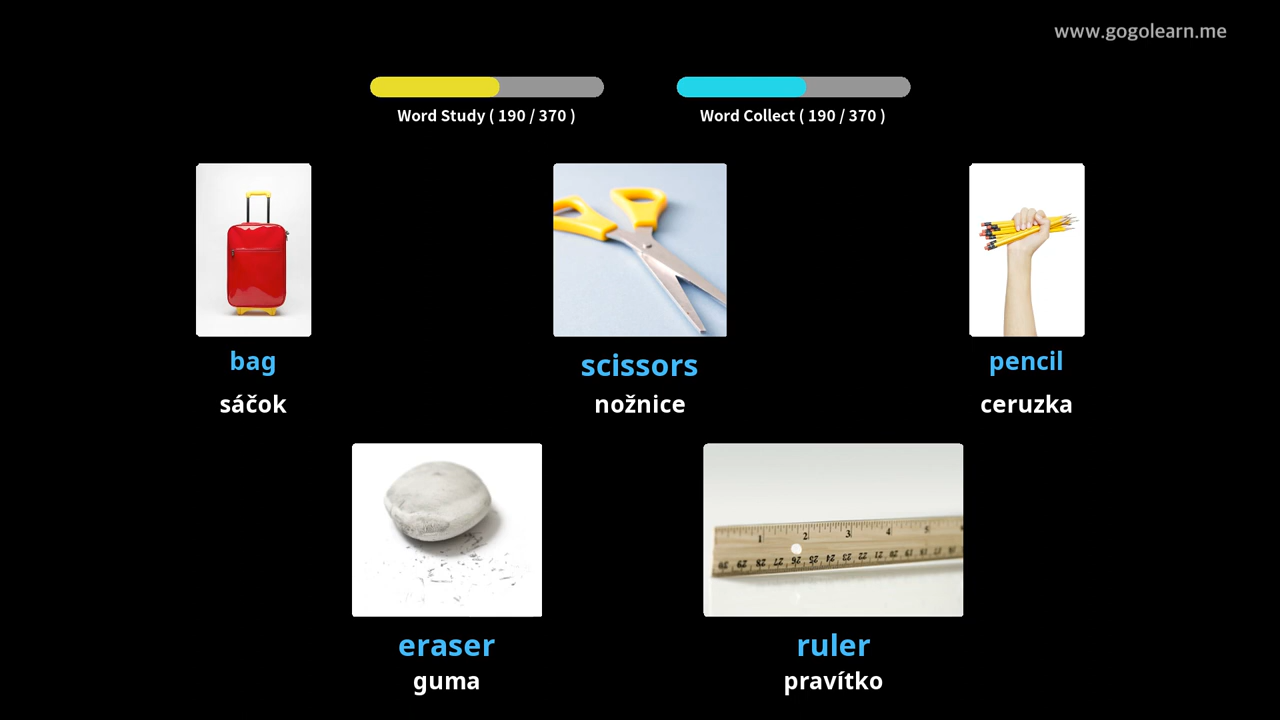 www.gogolearn.me
Word Study ( 190 / 370 )
Word Collect ( 190 / 370 )
bag
sáčok
scissors
nožnice
pencil
ceruzka
eraser
guma
ruler
pravítko